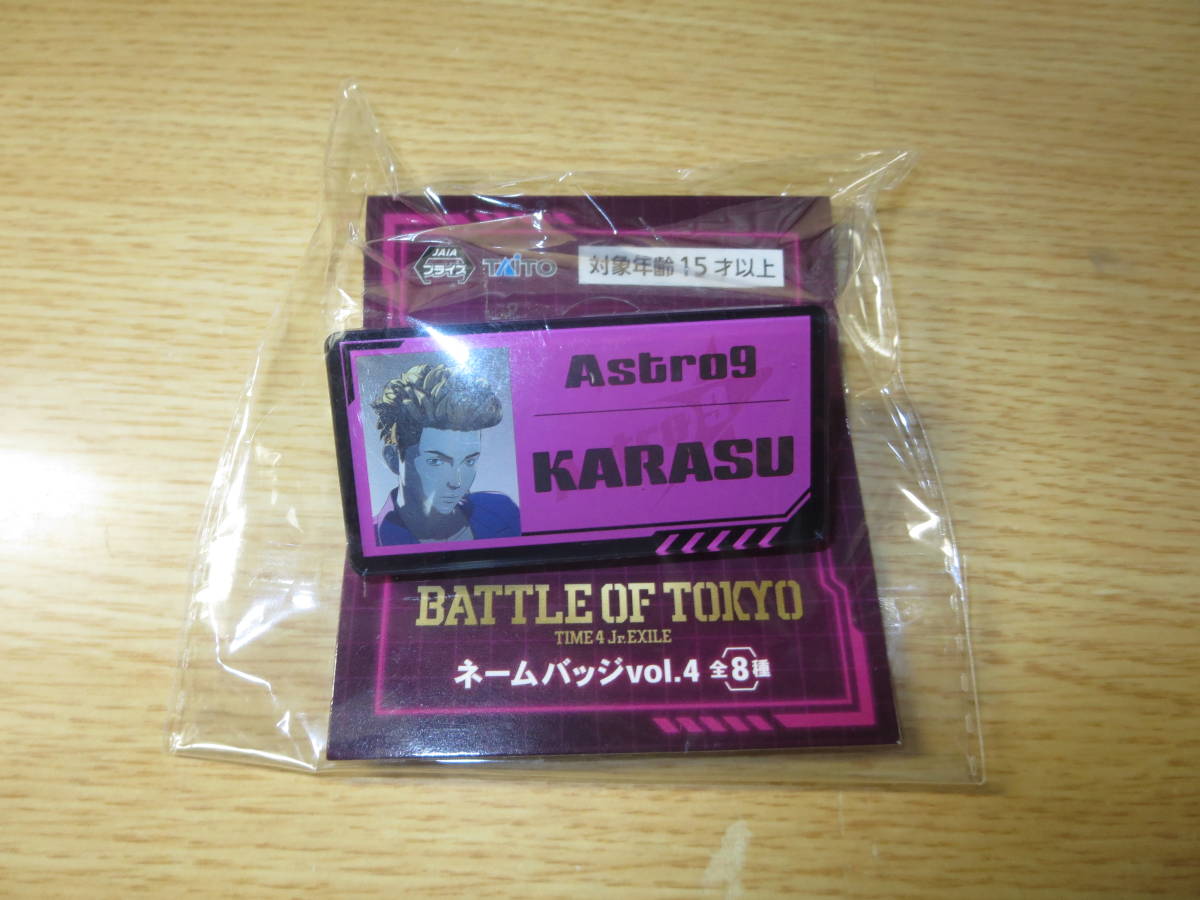 JAIA
プライズ
TAITO
対象年齢15才以上
Astro9
KARASU
BATTLE OF TOKYO
TIME 4 Jr.EXILE
ネームバッジvol.4 全8種